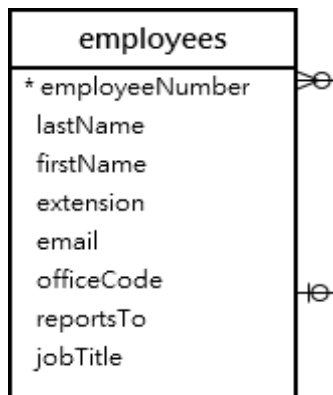 employees
* employeeNumber
lastName
firstName
extension
email
officeCode
reportsTo
jobTitle